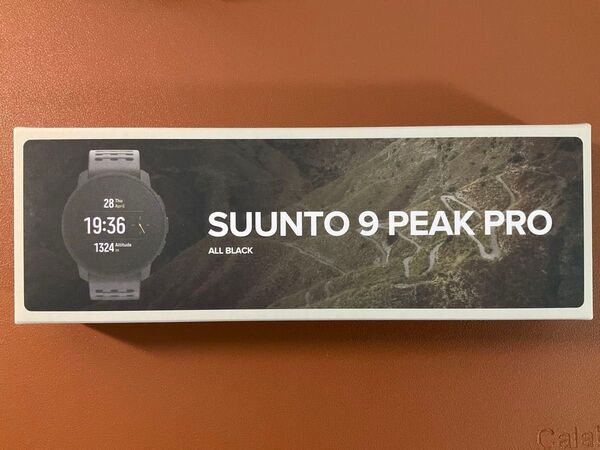 28 Thu
April
19:36
1324 Altitude
m
SUUNTO 9 PEAK PRO
ALL BLACK